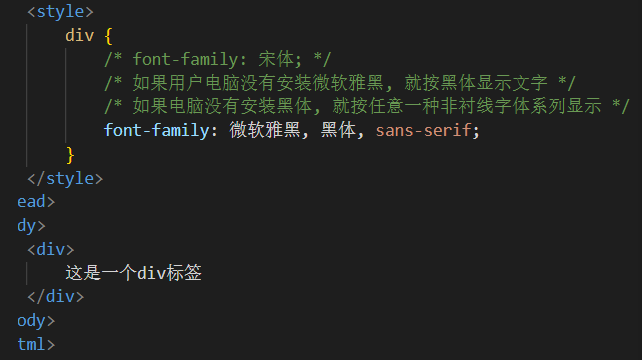 <style>
div {
/* font-family: 宋体; */
/* 如果用户电脑没有安装微软雅黑, 就按黑体显示文字 */
/* 如果电脑没有安装黑体, 就按任意一种非衬线字体系列显示 */
font-family: 微软雅黑, 黑体, sans-serif;
}
</style>
ead>
dy>
<div>
这是一个div标签
</div>
ody>
tml>